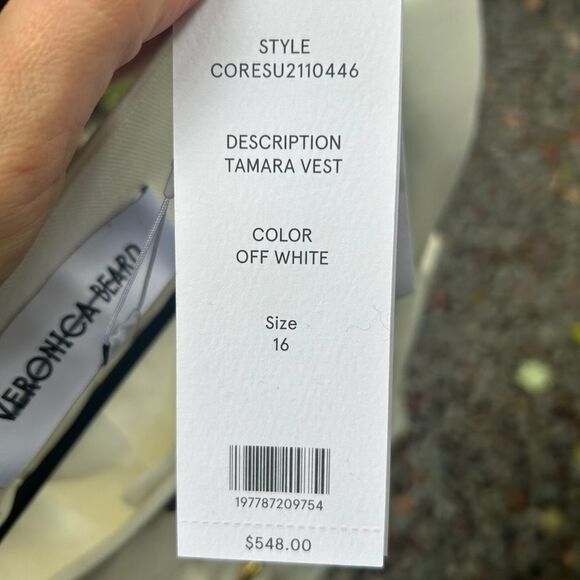 STYLE
CORESU2110446
DESCRIPTION
TAMARA VEST
COLOR
OFF WHITE
Size
16
197787209754
$548.00
VERONICA BEARD